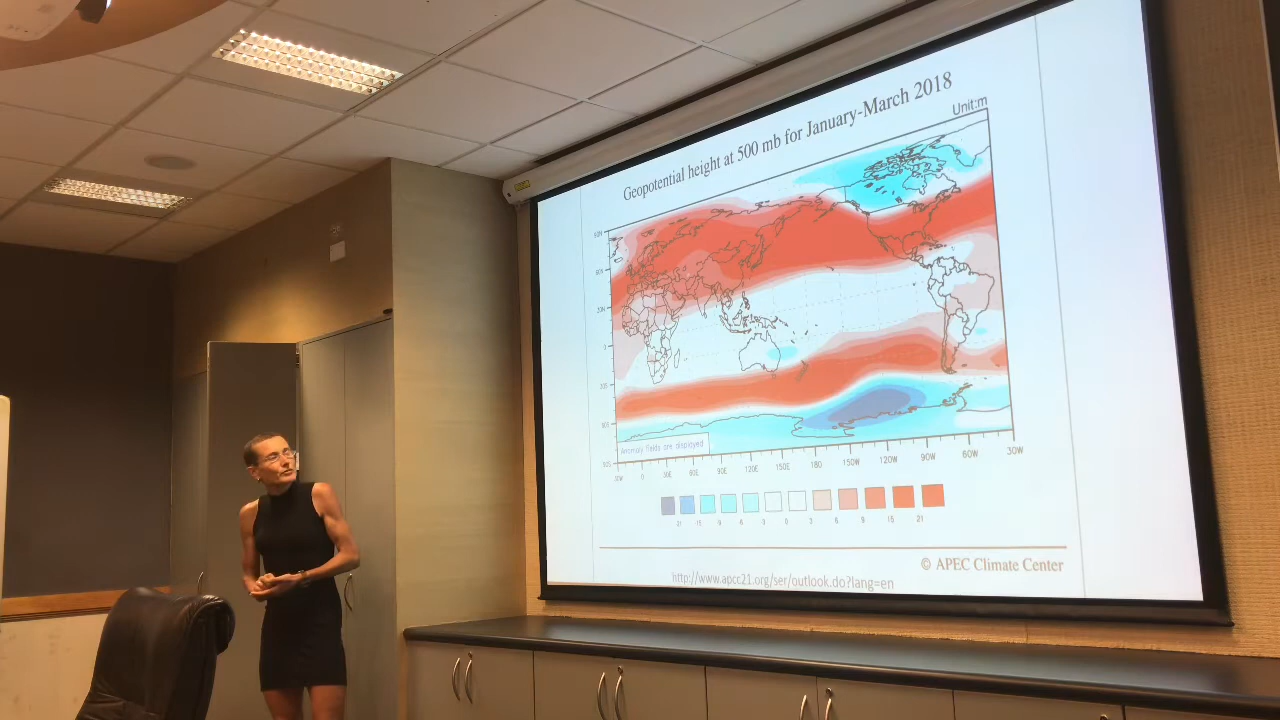 Geopotential height at 500 mb for January-March 2018
Unit:m
Anomaly fields are displayed
0 30E 60E 90E 120E 150E 180 150W 120W 90W 60W 30W
21 15 9 6 3 3 6 9 15 21
© APEC Climate Center
http://www.apcc21.org/ser/outlook.do?lang=en